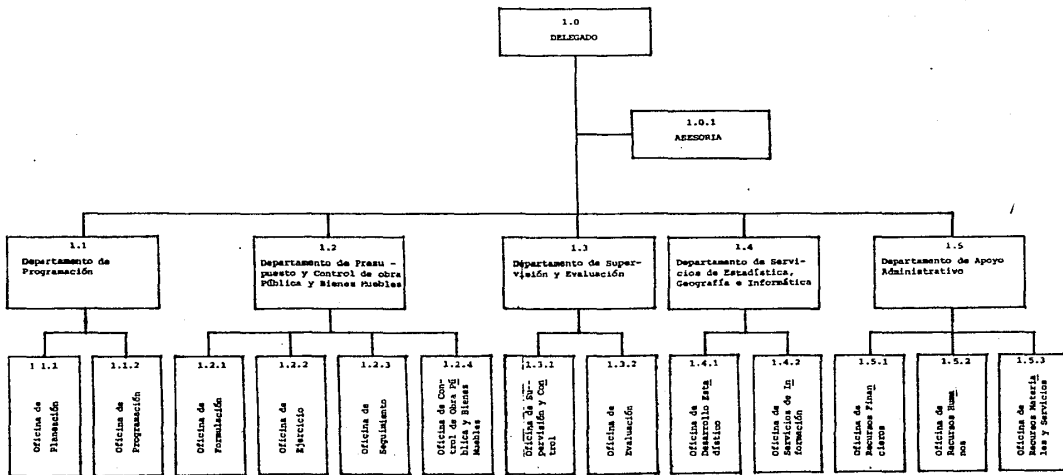 1.0
DELEGADO
1.0.1
ASESORIA
1.1
Departamento de
Programación
1.2
Departamento de Presu -
puesto y Control de obra
Pública y Bienes Muebles
1.3
Departamento de Super-
visión y Evaluación
1.4
Departamento de Servi-
cios de Estadística,
Geografía e Informática
1.5
Departamento de Apoyo
Administrativo
1 1.1
Oficina de
Planeación
1.1.2
Oficina de
Programación
1.2.1
Oficina de
Formulación
1.2.2
Oficina de
Ejercicio
1.2.3
Oficina de
Seguimiento
1.2.4
Oficina de Con-
trol de Obra Pú
blica y Bienes
Muebles
1.3.1
Oficina de Su--
pervisión y Con
trol
1.3.2
Oficina de
Evaluación
1.4.1
Oficina de
Desarrollo Esta
dístico
1.4.2
Oficina de
Servicios de In
formación
1.5.1
Oficina de
Recursos Finan
cieros
1.5.2
Oficina de
Recursos Huma
nos
1.5.3
Oficina de
Recursos Materia
les y Servicios